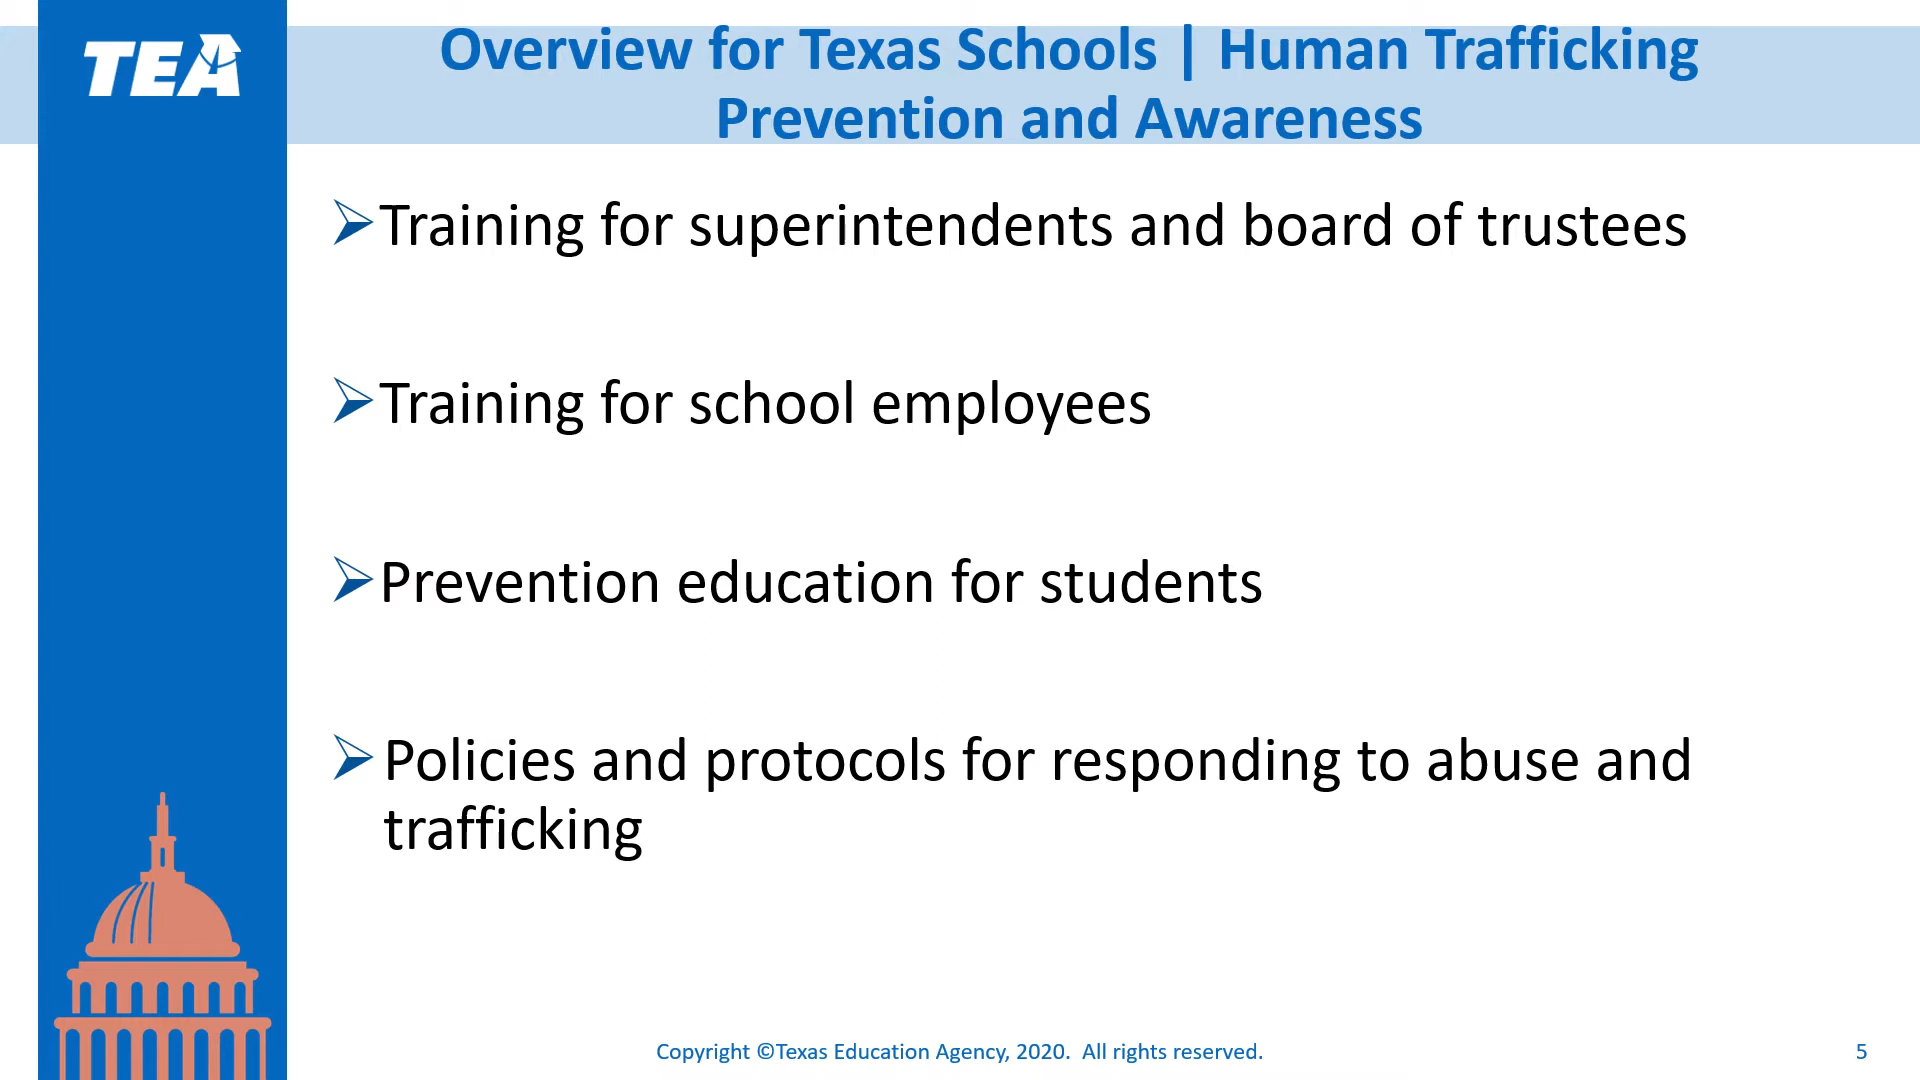 TEA
Overview for Texas Schools | Human Trafficking
Prevention and Awareness
Training for superintendents and board of trustees
Training for school employees
Prevention education for students
Policies and protocols for responding to abuse and
trafficking
Copyright ©Texas Education Agency, 2020.  All rights reserved.
5